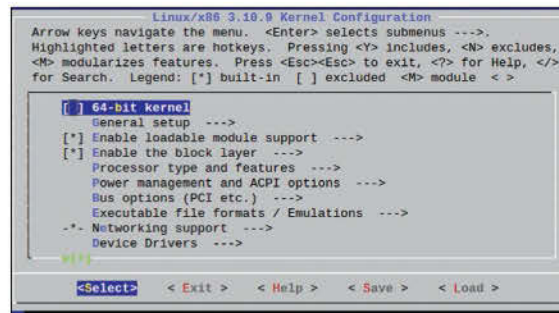 Linux/x86 3.10.9 Kernel Configuration
Arrow keys navigate the menu. <Enter> selects submenus --->.
Highlighted letters are hotkeys. Pressing <Y> includes, <N> excludes,
<M> modularizes features. Press <Esc><Esc> to exit, <?> for Help, </>
for Search. Legend: [*] built-in [ ] excluded <M> module < >
[ ] 64-bit kernel
General setup --->
[*] Enable loadable module support --->
[*] Enable the block layer --->
Processor type and features --->
Power management and ACPI options --->
Bus options (PCI etc.) --->
Executable file formats / Emulations --->
-*- Networking support --->
Device Drivers --->
<Select> < Exit > < Help > < Save > < Load >